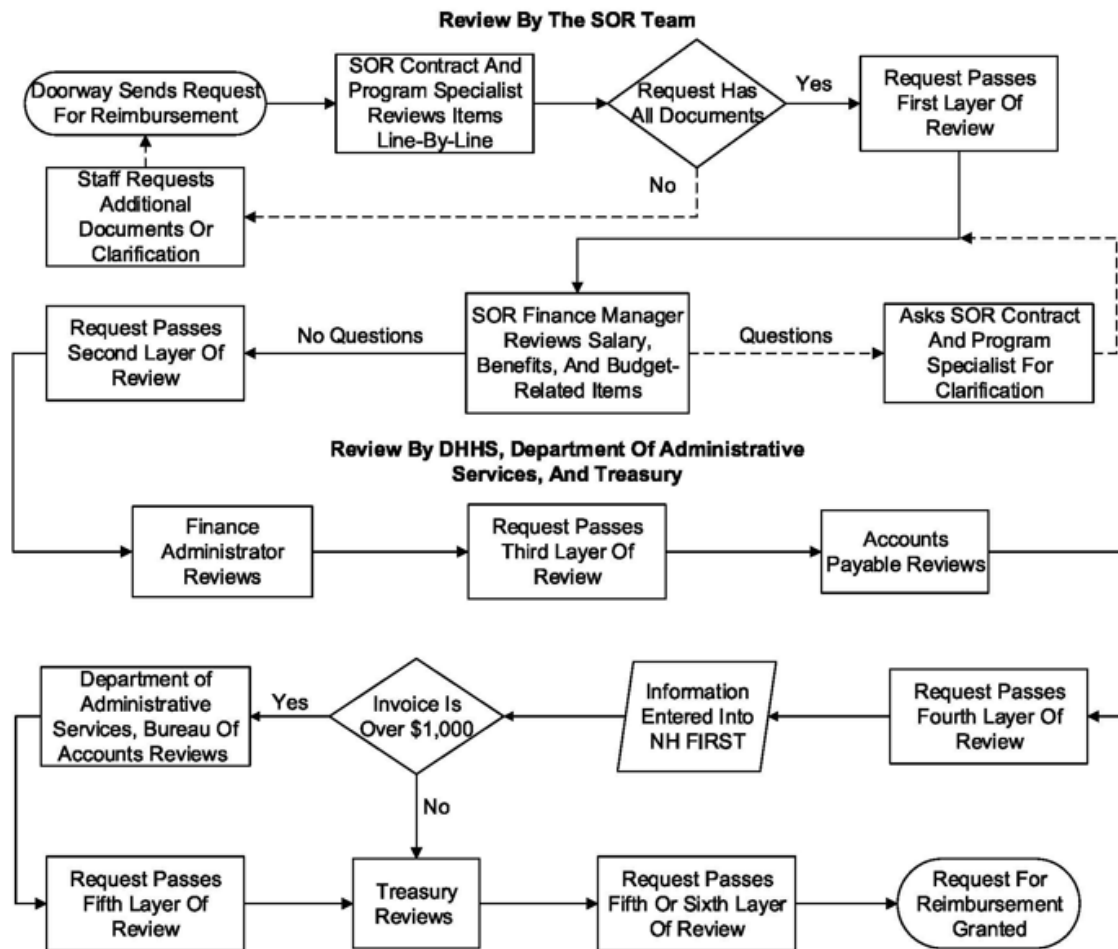 Review By The SOR Team
Doorway Sends Request
For Reimbursement
SOR Contract And
Program Specialist
Reviews Items
Line-By-Line
Request Has
All Documents
Yes
Request Passes
First Layer Of
Review
No
Staff Requests
Additional
Documents Or
Clarification
Request Passes
Second Layer Of
Review
No Questions
SOR Finance Manager
Reviews Salary,
Benefits, And Budget-
Related Items
Questions
Asks SOR Contract
And Program
Specialist For
Clarification
Review By DHHS, Department Of Administrative
Services, And Treasury
Finance
Administrator
Reviews
Request Passes
Third Layer Of
Review
Accounts
Payable Reviews
Department of
Administrative
Services, Bureau Of
Accounts Reviews
Yes
Invoice Is
Over $1,000
Information
Entered Into
NH FIRST
Request Passes
Fourth Layer Of
Review
No
Request Passes
Fifth Layer Of
Review
Treasury
Reviews
Request Passes
Fifth Or Sixth Layer
Of Review
Request For
Reimbursement
Granted